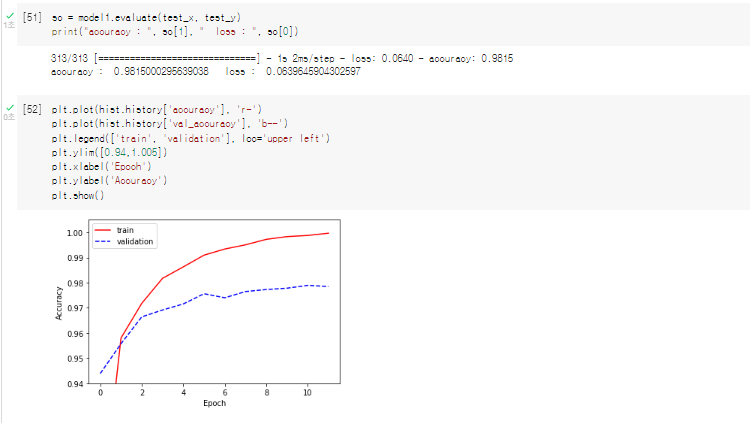 [51] sc = model1.evaluate(test_x, test_y)
print("accuracy : ", sc[1], "  loss : ", sc[0])
1초
313/313 [==============================] - 1s 2ms/step - loss: 0.0640 - accuracy: 0.9815
accuracy :  0.9815000295639038   loss :  0.0639645904302597
[52] plt.plot(hist.history['accuracy'], 'r-')
0초
plt.plot(hist.history['val_accuracy'], 'b--')
plt.legend(['train', 'validation'], loc='upper left')
plt.ylim([0.94,1.005])
plt.xlabel('Epoch')
plt.ylabel('Accuracy')
plt.show()
train
validation
1.00
0.99
0.98
0.97
0.96
0.95
0.94
Accuracy
0 2 4 6 8 10
Epoch